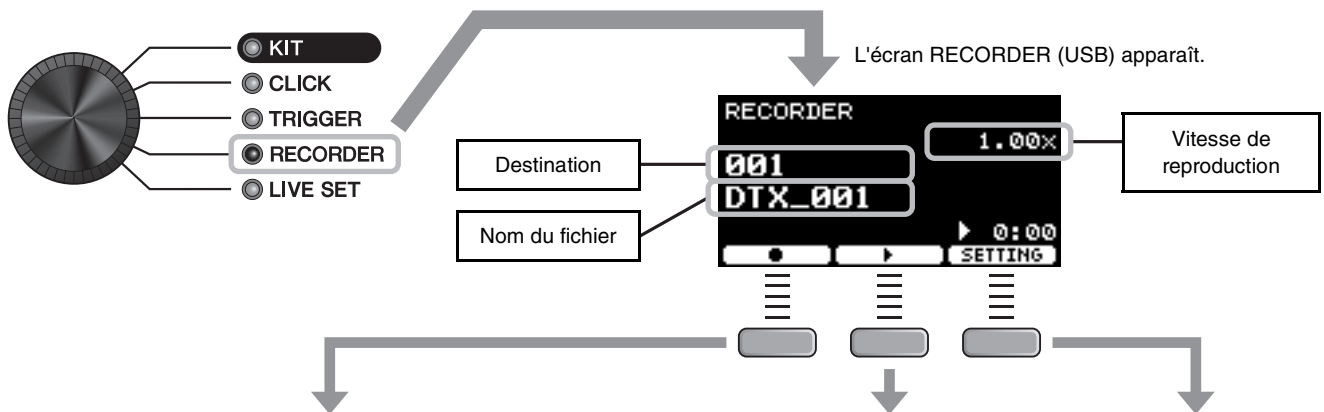 KIT
CLICK
TRIGGER
RECORDER
LIVE SET
L'écran RECORDER (USB) apparaît.
RECORDER
1.00x
001
DTX_001
0:00
SETTING
Destination
Nom du fichier
Vitesse de
reproduction